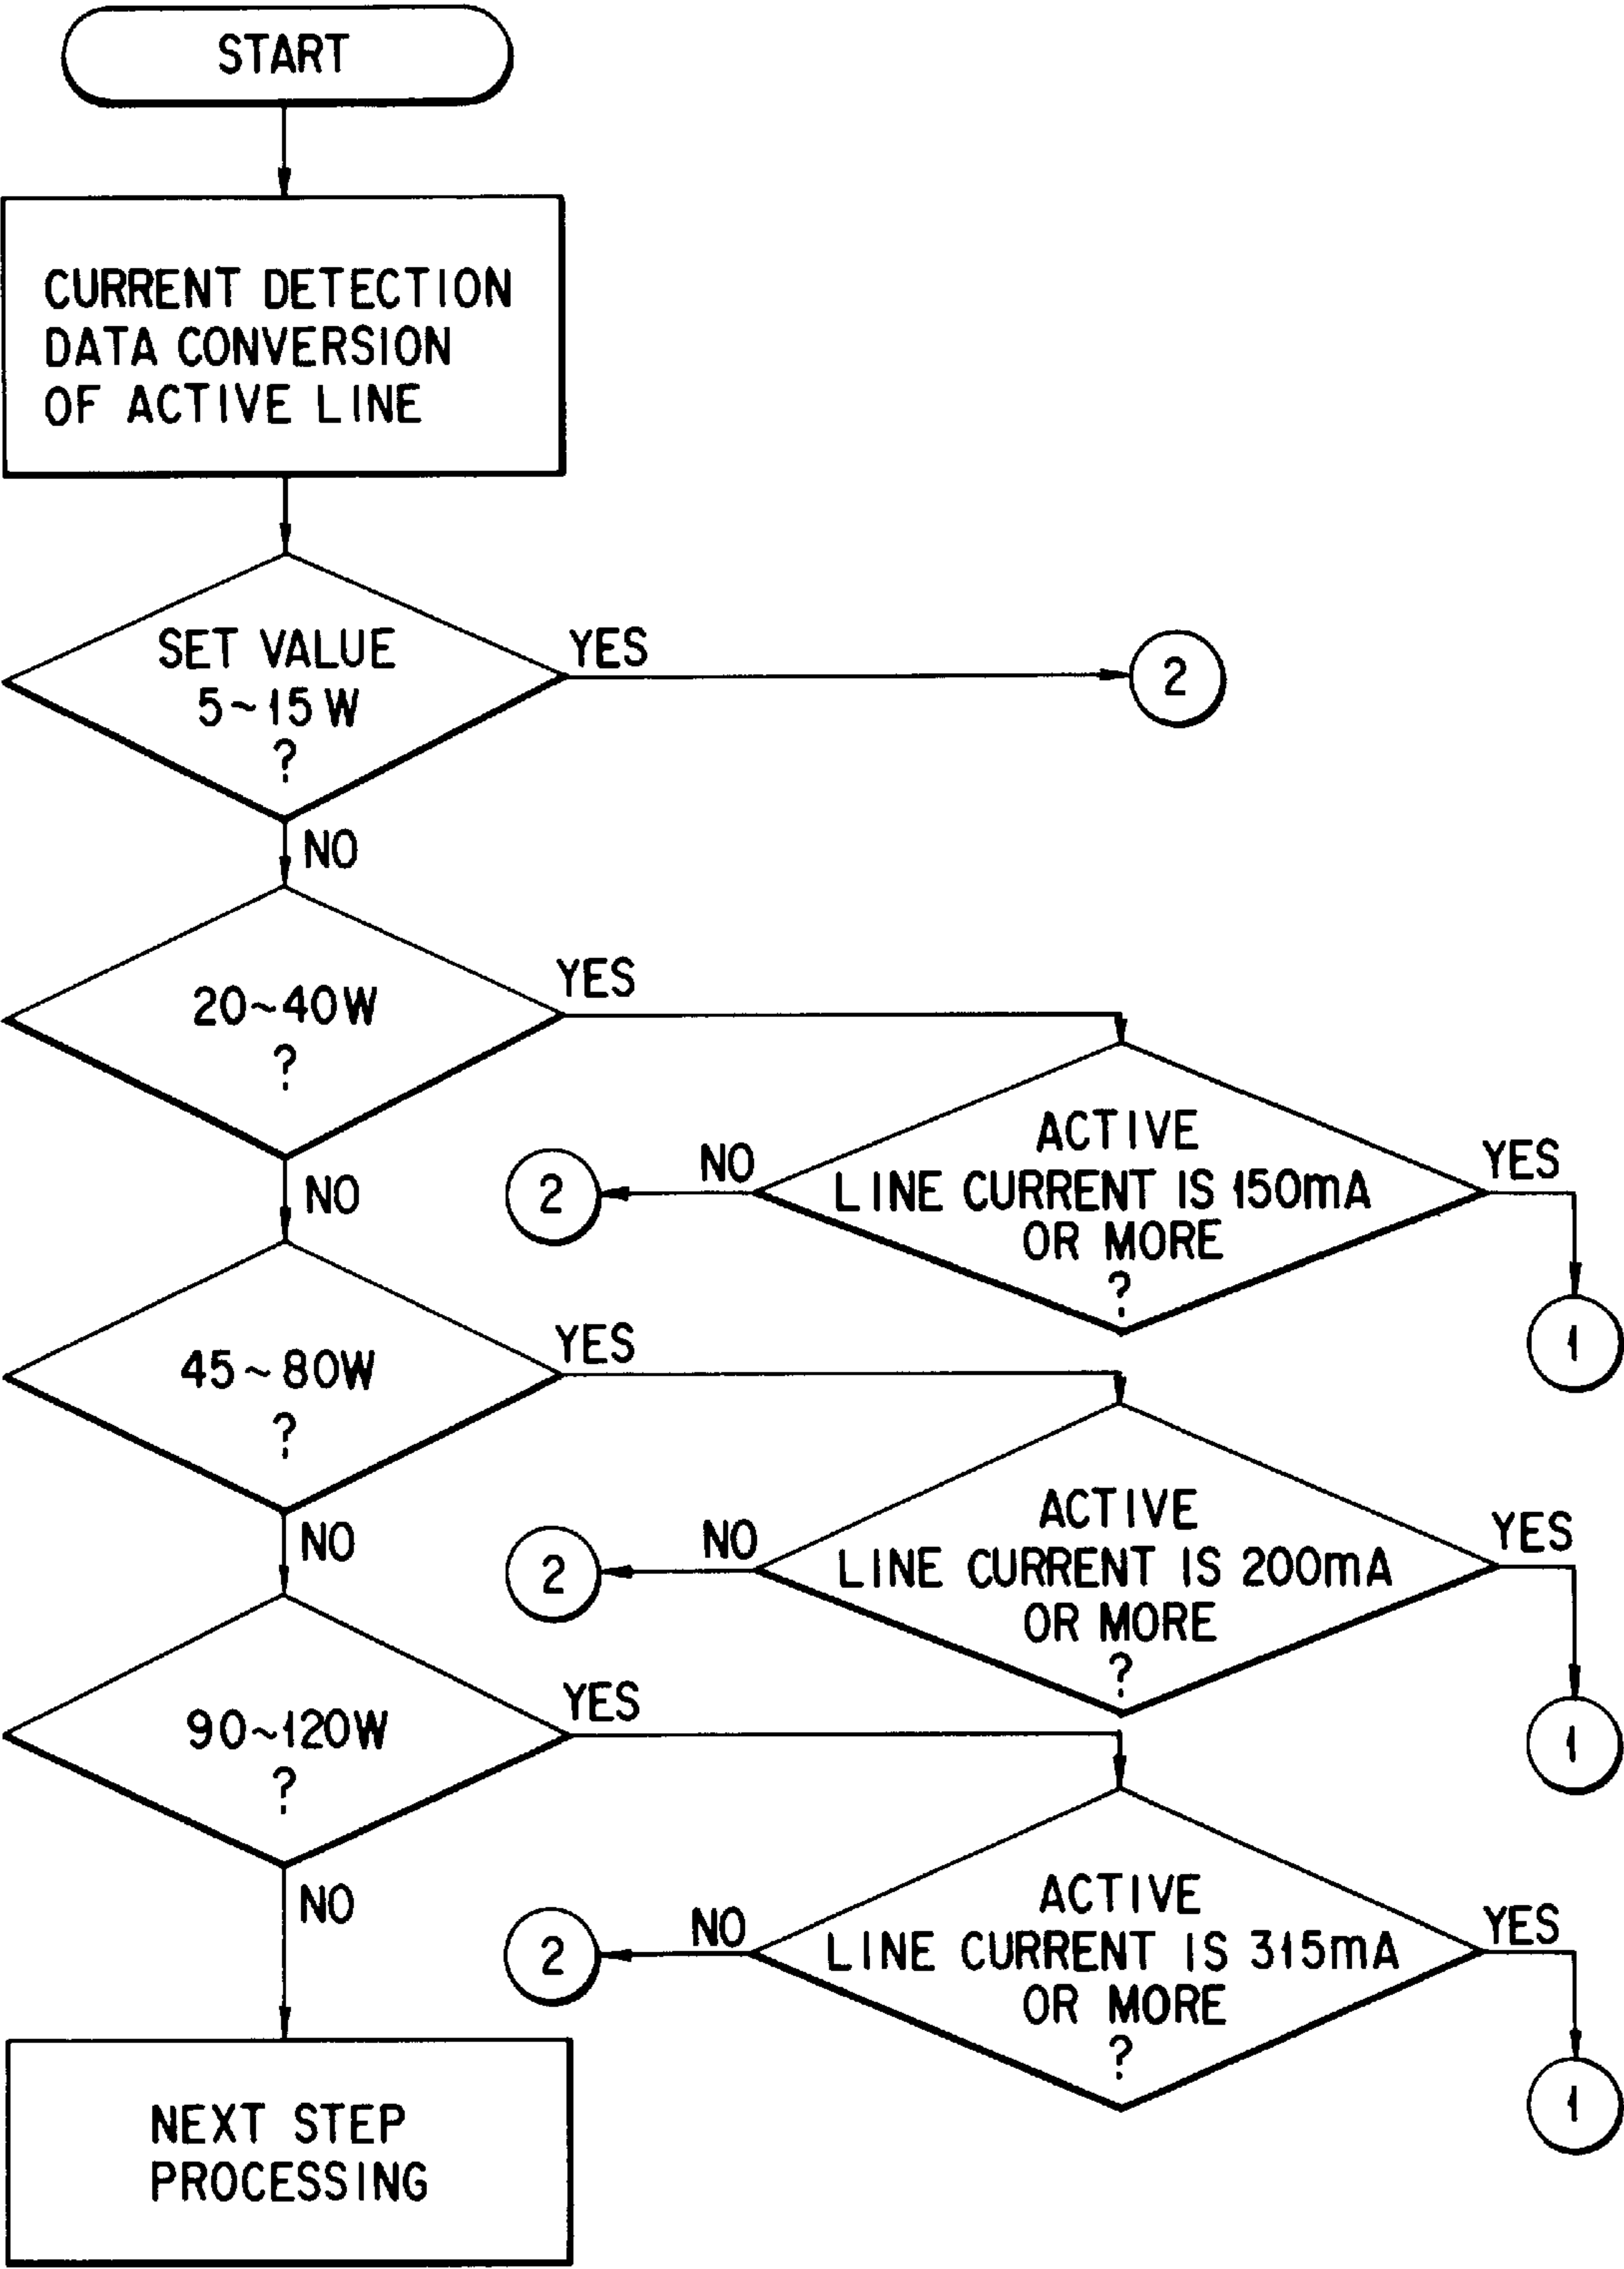 START
CURRENT DETECTION
DATA CONVERSION
OF ACTIVE LINE
SET VALUE
5~15W
?
YES
2
NO
20~40W
?
YES
NO
ACTIVE
LINE CURRENT IS 150mA
OR MORE
?
NO
2
YES
1
45~80W
?
YES
NO
ACTIVE
LINE CURRENT IS 200mA
OR MORE
?
NO
2
YES
1
90~120W
?
YES
NO
ACTIVE
LINE CURRENT IS 315mA
OR MORE
?
NO
2
YES
1
NEXT STEP
PROCESSING